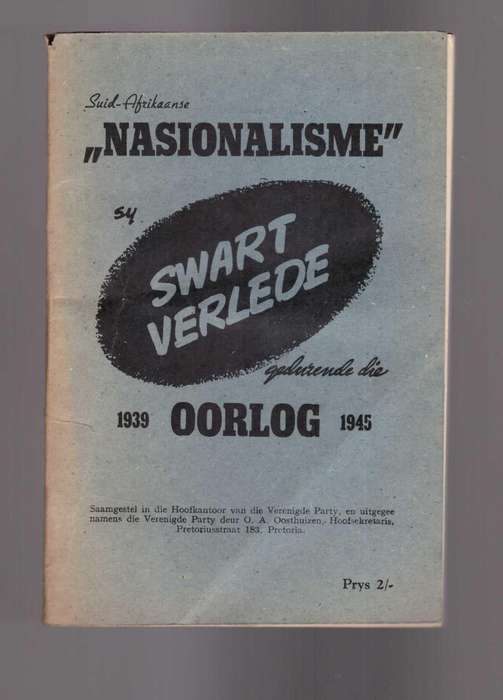 Suid-Afrikaanse
„NASIONALISME”
sy
SWART
VERLEDE
gedurende die
1939 OORLOG 1945
Saamgestel in die Hoofkantoor van die Verenigde Party, en uitgegee
namens die Verenigde Party deur O. A. Oosthuizen, Hoofsekretaris,
Pretoriusstraat 183, Pretoria.
Prys 2/-